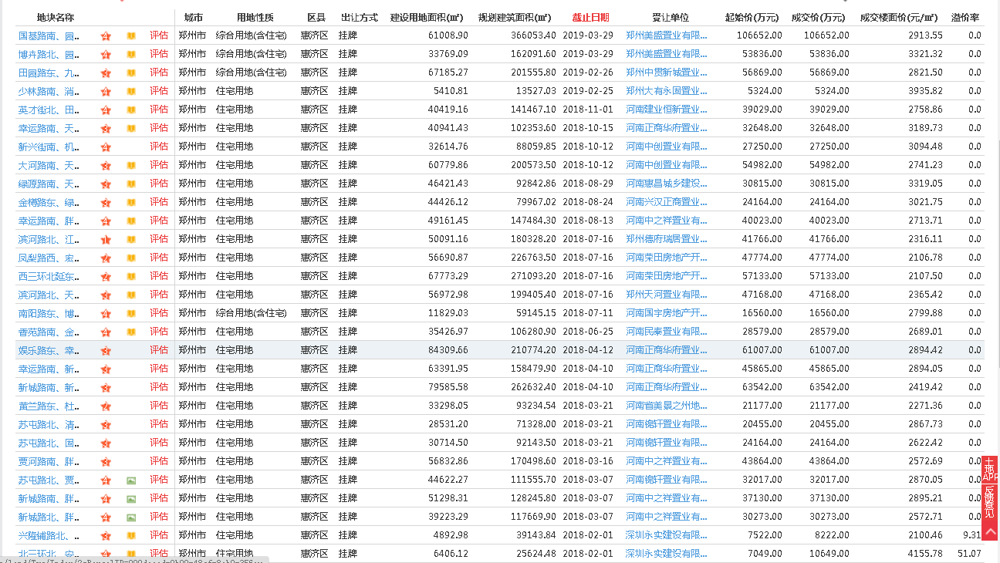 地块名称 城市 用地性质 区县 出让方式 建设用地面积(㎡) 规划建筑面积(㎡) 截止日期 受让单位 起始价(万元) 成交价(万元) 成交楼面价(元/㎡) 溢价率
国基路南、园... 4 评估 郑州市 综合用地(含住宅) 惠济区 挂牌 61008.90 366053.40 2019-03-29 郑州美盛置业有限... 106652.00 106652.00 2913.55 0.0
博卉路北、园... 4 评估 郑州市 综合用地(含住宅) 惠济区 挂牌 33769.09 162091.60 2019-03-29 郑州美盛置业有限... 53836.00 53836.00 3321.32 0.0
田园路东、九... 3 评估 郑州市 综合用地(含住宅) 惠济区 挂牌 67185.27 201555.80 2019-02-26 郑州中贯新城置业... 56869.00 56869.00 2821.50 0.0
少林路南、消... 4 评估 郑州市 住宅用地 惠济区 挂牌 5410.81 13527.03 2019-02-25 郑州大有永固置业... 5324.00 5324.00 3935.82 0.0
英才街北、田... 4 评估 郑州市 住宅用地 惠济区 挂牌 40419.16 141467.10 2018-11-01 河南建业恒新置业... 39029.00 39029.00 2758.86 0.0
幸运路南、天... 3 评估 郑州市 住宅用地 惠济区 挂牌 40941.43 102353.60 2018-10-15 河南正商华府置业... 32648.00 32648.00 3189.73 0.0
新兴街南、机... 4 评估 郑州市 住宅用地 惠济区 挂牌 32614.76 88059.85 2018-10-12 河南中创置业有限... 27250.00 27250.00 3094.48 0.0
大河路南、天... 3 评估 郑州市 住宅用地 惠济区 挂牌 60779.86 200573.50 2018-10-12 河南中创置业有限... 54982.00 54982.00 2741.23 0.0
绿源路南、天... 3 评估 郑州市 住宅用地 惠济区 挂牌 46421.43 92842.86 2018-08-29 河南惠昌城乡建设... 30815.00 30815.00 3319.05 0.0
金樽路东、绿... 3 评估 郑州市 住宅用地 惠济区 挂牌 44426.12 79967.02 2018-08-24 河南兴汉正商置业... 24164.00 24164.00 3021.75 0.0
幸运路南、胖... 4 评估 郑州市 住宅用地 惠济区 挂牌 49161.45 147484.30 2018-08-13 河南中之祥置业有... 40023.00 40023.00 2713.71 0.0
滨河路北、江... 1 评估 郑州市 住宅用地 惠济区 挂牌 50091.16 180328.20 2018-07-16 郑州德府瑞居置业... 41766.00 41766.00 2316.11 0.0
凤梨路西、宏... 2 评估 郑州市 住宅用地 惠济区 挂牌 56690.87 226763.50 2018-07-16 河南荣田房地产开... 47774.00 47774.00 2106.78 0.0
西三环北延东... 2 评估 郑州市 住宅用地 惠济区 挂牌 67773.29 271093.20 2018-07-16 河南荣田房地产开... 57133.00 57133.00 2107.50 0.0
滨河路北、天... 3 评估 郑州市 住宅用地 惠济区 挂牌 56972.98 199405.40 2018-07-16 郑州天河置业有限... 47168.00 47168.00 2365.42 0.0
南阳路东、博... 4 评估 郑州市 综合用地(含住宅) 惠济区 挂牌 11829.03 59145.15 2018-07-11 河南国宇房地产开... 16560.00 16560.00 2799.88 0.0
香苑路南、金... 4 评估 郑州市 住宅用地 惠济区 挂牌 35426.97 106280.90 2018-06-25 河南民泰置业有限... 28579.00 28579.00 2689.01 0.0
娱乐路东、幸... 3 评估 郑州市 住宅用地 惠济区 挂牌 84309.66 210774.20 2018-04-12 河南正商华府置业... 61007.00 61007.00 2894.42 0.0
幸运路南、新... 3 评估 郑州市 住宅用地 惠济区 挂牌 63391.95 158479.90 2018-04-10 河南正商华府置业... 45865.00 45865.00 2894.05 0.0
新城路南、新... 3 评估 郑州市 住宅用地 惠济区 挂牌 79585.58 262632.40 2018-04-10 河南正商华府置业... 63542.00 63542.00 2419.42 0.0
黄兰路东、杜... 2 评估 郑州市 住宅用地 惠济区 挂牌 33298.05 93234.54 2018-03-21 河南省美景之州地... 21177.00 21177.00 2271.36 0.0
苏屯路北、清... 3 评估 郑州市 住宅用地 惠济区 挂牌 28531.20 71328.00 2018-03-21 河南锦轩置业有限... 20455.00 20455.00 2867.73 0.0
苏屯路北、国... 3 评估 郑州市 住宅用地 惠济区 挂牌 30714.50 92143.50 2018-03-21 河南锦轩置业有限... 24164.00 24164.00 2622.42 0.0
贾河路南、胖... 3 评估 郑州市 住宅用地 惠济区 挂牌 56832.86 170498.60 2018-03-16 河南中之祥置业有... 43864.00 43864.00 2572.69 0.0
苏屯路北、贾... 4 评估 郑州市 住宅用地 惠济区 挂牌 44622.27 111555.70 2018-03-07 河南锦轩置业有限... 32017.00 32017.00 2870.05 0.0
新城路南、胖... 4 评估 郑州市 住宅用地 惠济区 挂牌 51298.31 128245.80 2018-03-07 河南中之祥置业有... 37130.00 37130.00 2895.21 0.0
新城路北、胖... 4 评估 郑州市 住宅用地 惠济区 挂牌 39223.29 117669.90 2018-03-07 河南中之祥置业有... 30273.00 30273.00 2572.71 0.0
兴隆铺路北、... 3 评估 郑州市 住宅用地 惠济区 挂牌 4892.98 39143.84 2018-02-01 深圳永实建设有限... 7522.00 8222.00 2100.46 9.31
北三环北、安... 4 评估 郑州市 住宅用地 惠济区 挂牌 6406.12 25624.48 2018-02-01 深圳永实建设有限... 7049.00 10649.00 4155.78 51.07
土地APP
反馈意见